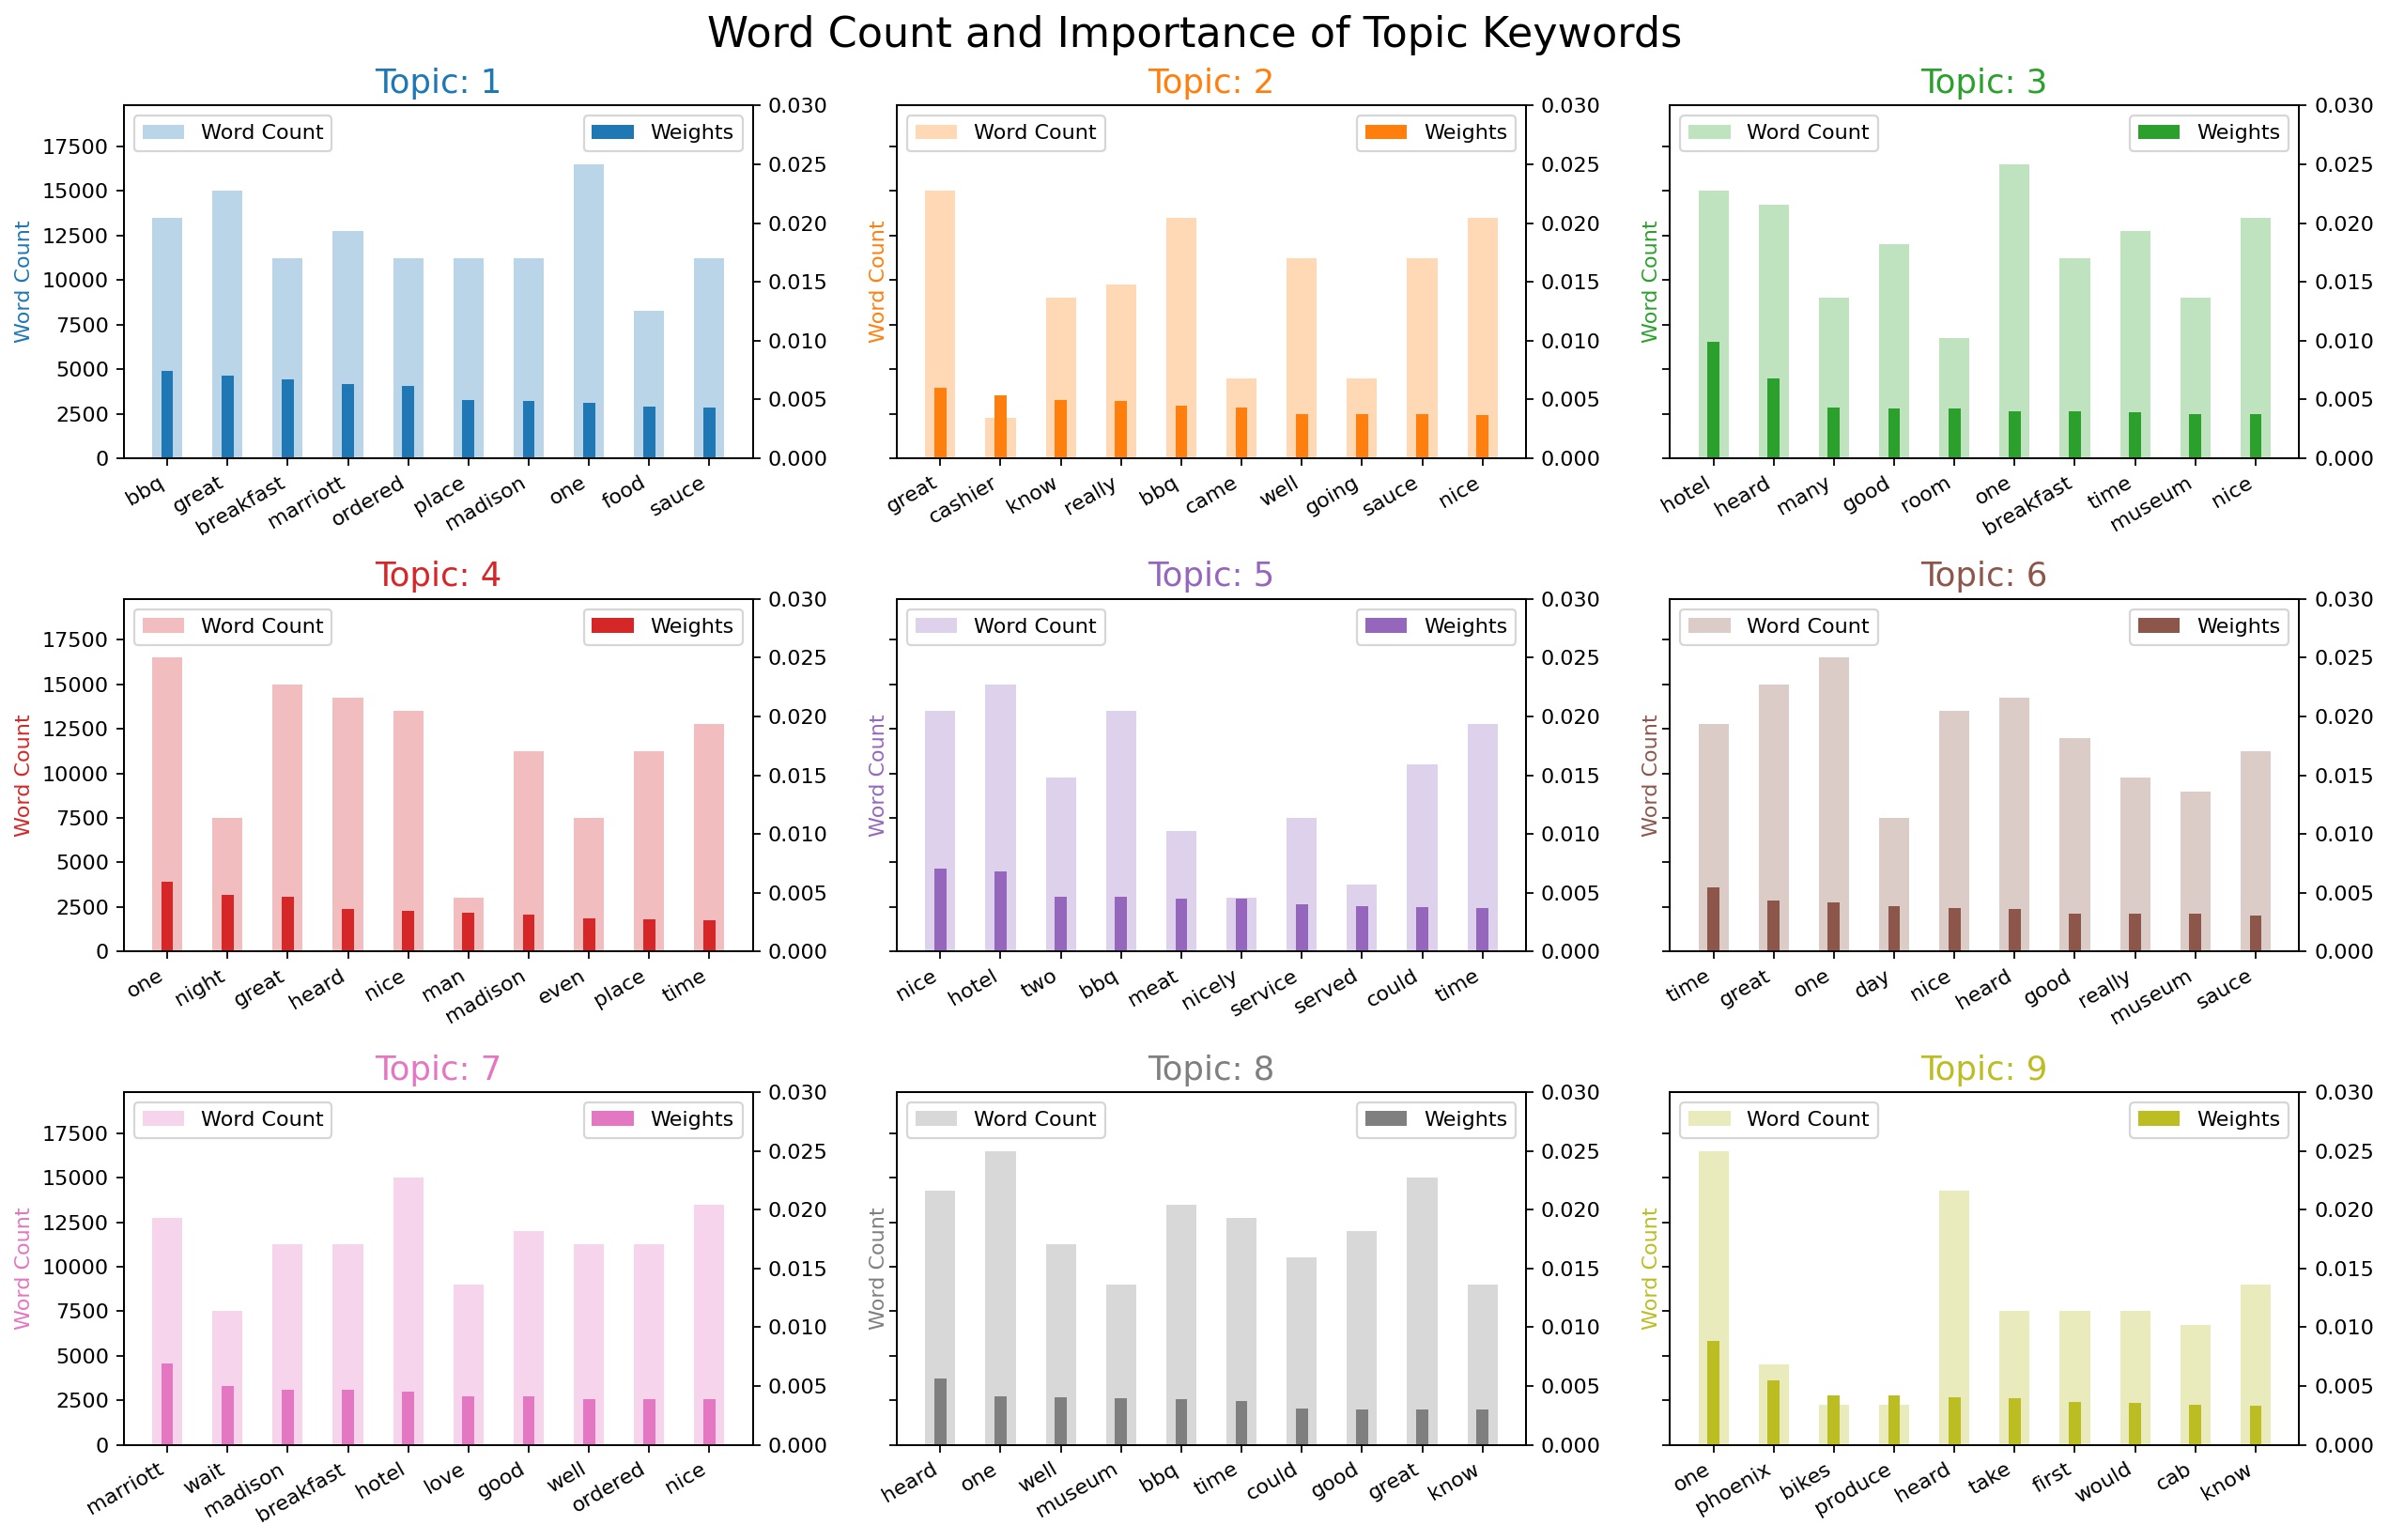 Word Count and Importance of Topic Keywords
Topic: 1
Word Count
Weights
Word Count
17500
15000
12500
10000
7500
5000
2500
0
0.030
0.025
0.020
0.015
0.010
0.005
0.000
bbq great breakfast marriott ordered place madison one food sauce
Topic: 2
Word Count
Weights
Word Count
0.030
0.025
0.020
0.015
0.010
0.005
0.000
great cashier know really bbq came well going sauce nice
Topic: 3
Word Count
Weights
Word Count
0.030
0.025
0.020
0.015
0.010
0.005
0.000
hotel heard many good room one breakfast time museum nice
Topic: 4
Word Count
Weights
Word Count
17500
15000
12500
10000
7500
5000
2500
0
0.030
0.025
0.020
0.015
0.010
0.005
0.000
one night great heard nice man madison even place time
Topic: 5
Word Count
Weights
Word Count
0.030
0.025
0.020
0.015
0.010
0.005
0.000
nice hotel two bbq meat nicely service served could time
Topic: 6
Word Count
Weights
Word Count
0.030
0.025
0.020
0.015
0.010
0.005
0.000
time great one day nice heard good really museum sauce
Topic: 7
Word Count
Weights
Word Count
17500
15000
12500
10000
7500
5000
2500
0
0.030
0.025
0.020
0.015
0.010
0.005
0.000
marriott wait madison breakfast hotel love good well ordered nice
Topic: 8
Word Count
Weights
Word Count
0.030
0.025
0.020
0.015
0.010
0.005
0.000
heard one well museum bbq time could good great know
Topic: 9
Word Count
Weights
Word Count
0.030
0.025
0.020
0.015
0.010
0.005
0.000
one phoenix bikes produce heard take first would cab know